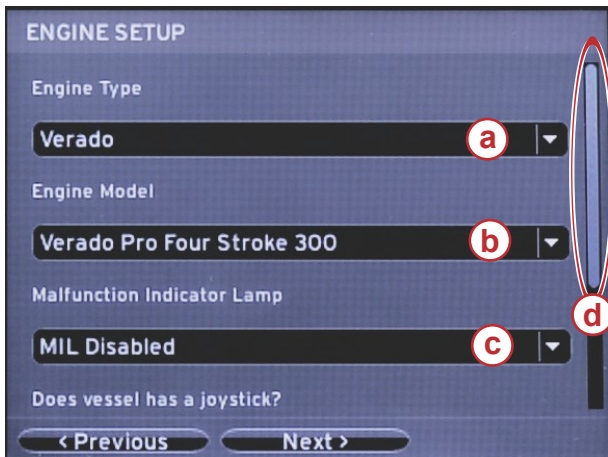 ENGINE SETUP
Engine Type
Verado
a
Engine Model
Verado Pro Four Stroke 300
b
Malfunction Indicator Lamp
MIL Disabled
c
d
Does vessel has a joystick?
< Previous Next >